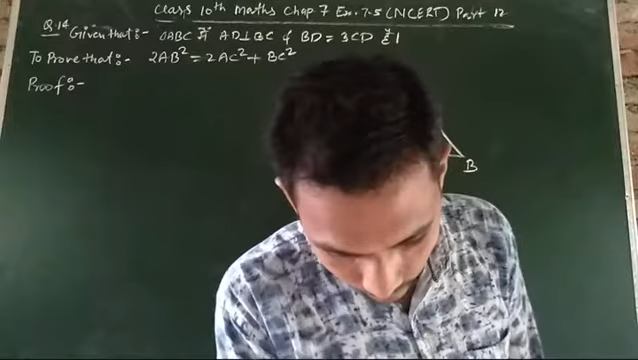 Class 10th Maths Chap 7 Ex. 7.5 (NCERT) Part 12
Q.14 Given that:- △ABC में AD⊥BC & BD = 3CD है।
To Prove that:- 2AB² = 2AC² + BC²
Proof:-
B